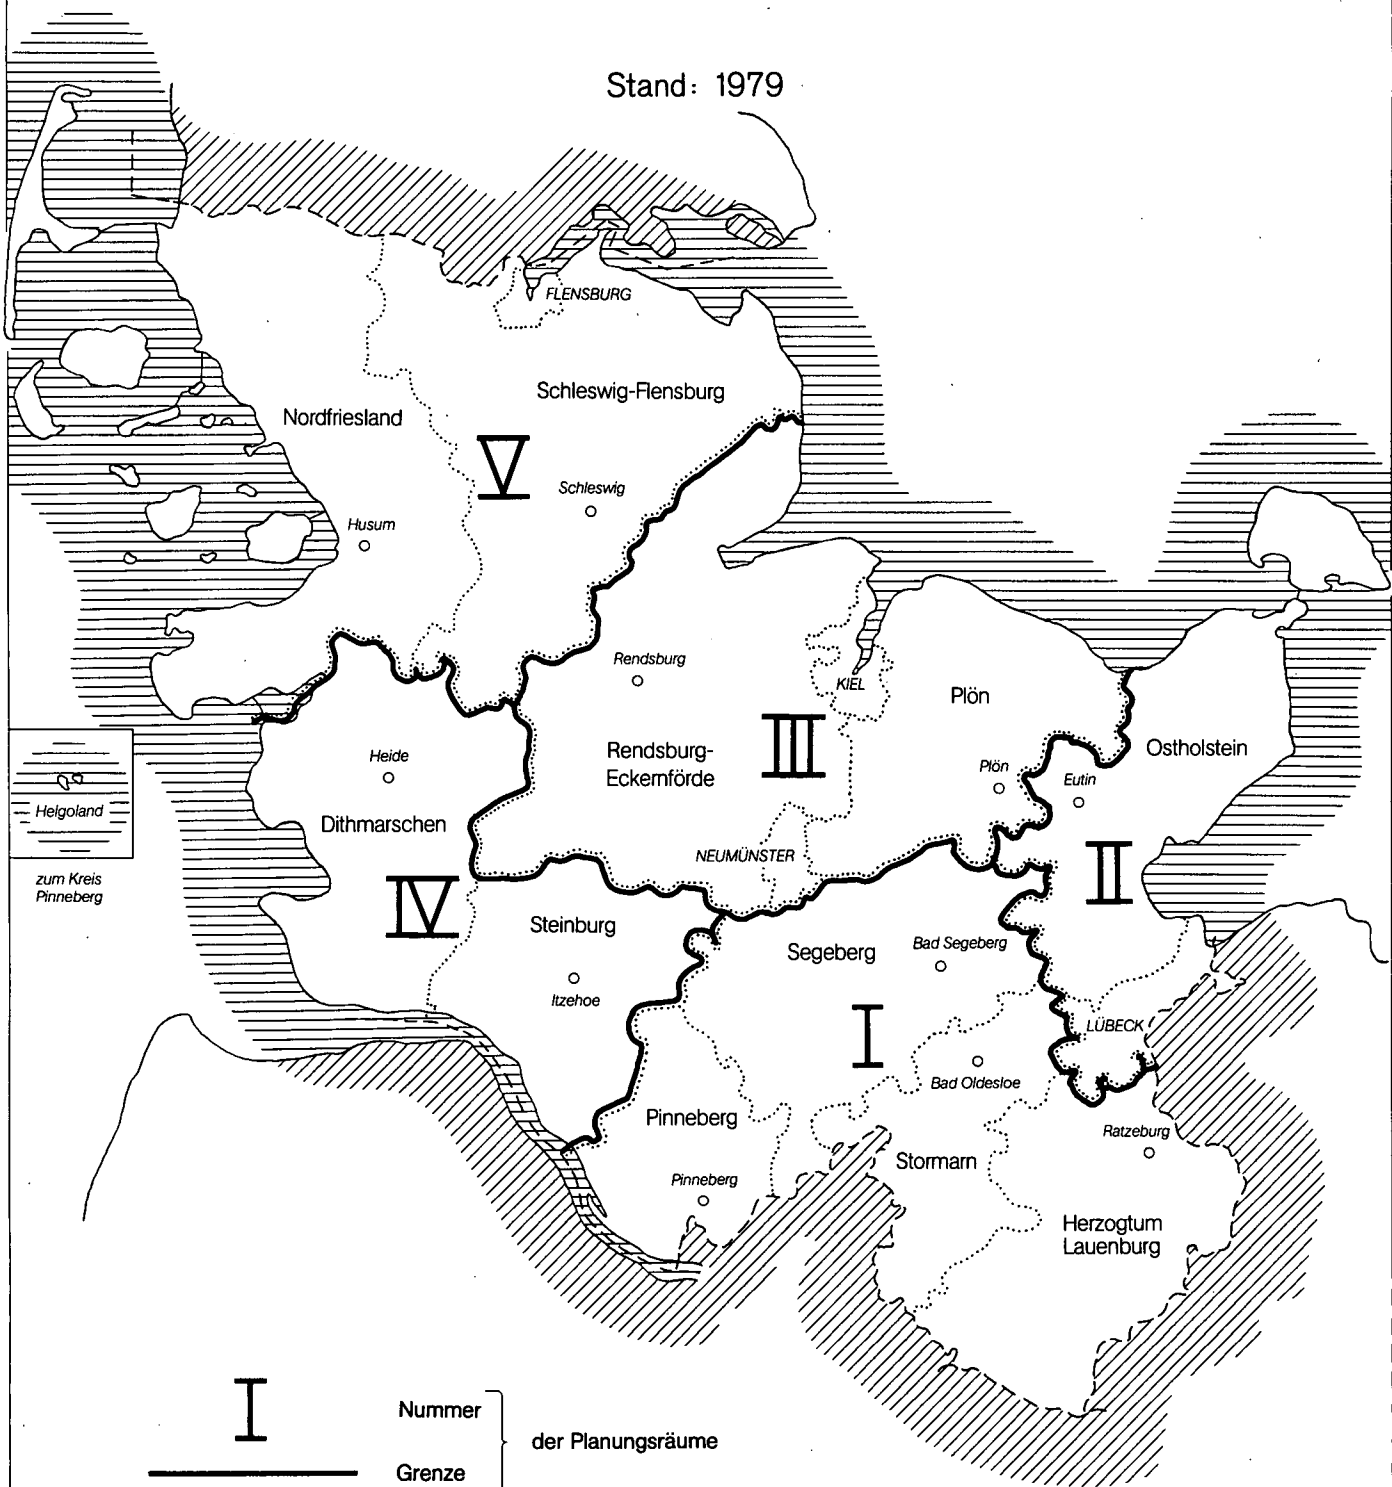 Stand: 1979
FLENSBURG
Schleswig-Flensburg
Nordfriesland
V
Schleswig
Husum
Rendsburg
KIEL
Plön
III
Rendsburg-
Eckernförde
Ostholstein
Heide
Plön
Eutin
Helgoland
Dithmarschen
NEUMÜNSTER
II
zum Kreis
Pinneberg
IV
Steinburg
Segeberg
Bad Segeberg
Itzehoe
LÜBECK
I
Bad Oldesloe
Pinneberg
Ratzeburg
Stormarn
Pinneberg
Herzogtum
Lauenburg
I
Nummer
der Planungsräume
Grenze